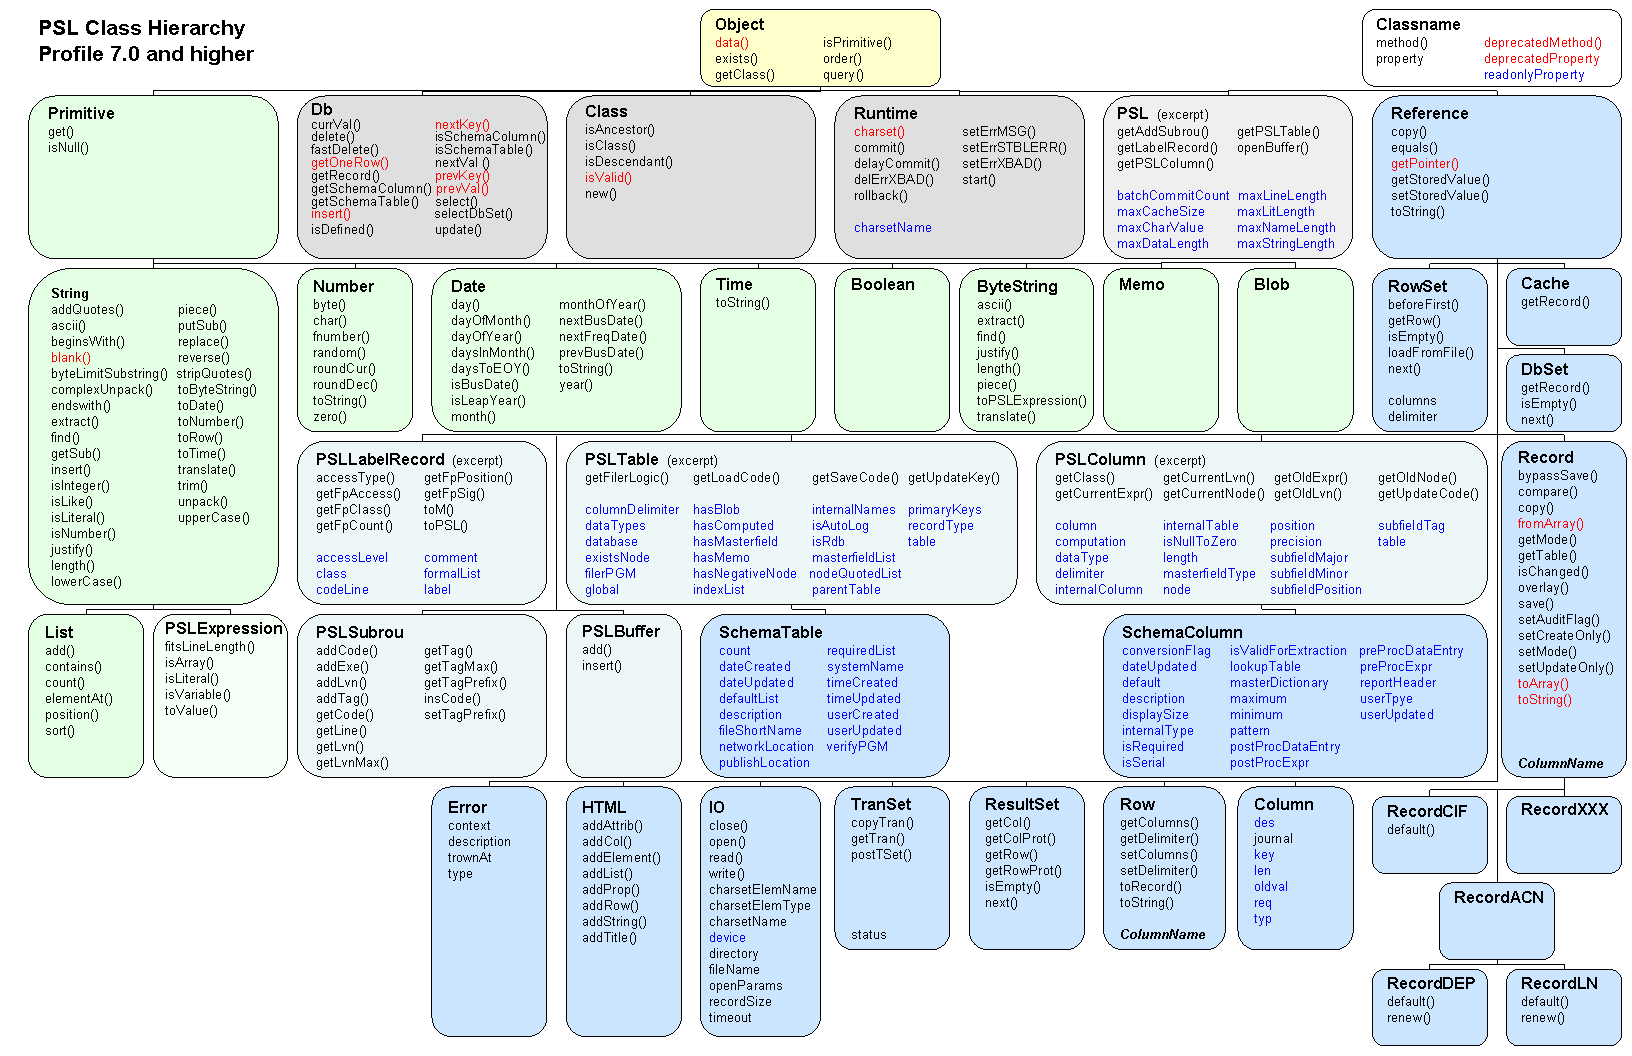 PSL Class Hierarchy
Profile 7.0 and higher
Object
data() isPrimitive()
exists() order()
getClass() query()
Classname
method() deprecatedMethod()
property deprecatedProperty
readonlyProperty
Primitive
get()
isNull()
Db
currVal() nextKey()
delete() isSchemaColumn()
fastDelete() isSchemaTable()
getOneRow() nextVal ()
getRecord() prevKey()
getSchemaColumn() prevVal()
getSchemaTable() select()
insert() selectDbSet()
isDefined() update()
Class
isAncestor()
isClass()
isDescendant()
isValid()
new()
Runtime
charset() setErrMSG()
commit() setErrSTBLERR()
delayCommit() setErrXBAD()
delErrXBAD() start()
rollback()
charsetName
PSL (excerpt)
getAddSubrou() getPSLTable()
getLabelRecord() openBuffer()
getPSLColumn()
batchCommitCount maxLineLength
maxCacheSize maxLitLength
maxCharValue maxNameLength
maxDataLength maxStringLength
Reference
copy()
equals()
getPointer()
getStoredValue()
setStoredValue()
toString()
String
addQuotes() piece()
ascii() putSub()
beginsWith() replace()
blank() reverse()
byteLimitSubstring() stripQuotes()
complexUnpack() toByteString()
endswith() toDate()
extract() toNumber()
find() toRow()
getSub() toTime()
insert() translate()
isInteger() trim()
isLike() unpack()
isLiteral() upperCase()
isNumber()
justify()
length()
lowerCase()
Number
byte()
char()
fnumber()
random()
roundCur()
roundDec()
toString()
zero()
Date
day() monthOfYear()
dayOfMonth() nextBusDate()
dayOfYear() nextFreqDate()
daysInMonth() prevBusDate()
daysToEOY() toString()
isBusDate() year()
isLeapYear()
month()
Time
toString()
Boolean
ByteString
ascii()
extract()
find()
justify()
length()
piece()
toPSLExpression()
translate()
Memo
Blob
RowSet
beforeFirst()
getRow()
isEmpty()
loadFromFile()
next()
columns
delimiter
Cache
getRecord()
DbSet
getRecord()
isEmpty()
next()
PSLLabelRecord (excerpt)
accessType() getFpPosition()
getFpAccess() getFpSig()
getFpClass() toM()
getFpCount() toPSL()
accessLevel comment
class formalList
codeLine label
PSLTable (excerpt)
getFilerLogic() getLoadCode() getSaveCode() getUpdateKey()
columnDelimiter hasBlob internalNames primaryKeys
dataTypes hasComputed isAutoLog recordType
database hasMasterfield isRdb table
existsNode hasMemo masterfieldList
filerPGM hasNegativeNode nodeQuotedList
global indexList parentTable
PSLColumn (excerpt)
getClass() getCurrentLvn() getOldExpr() getOldNode()
getCurrentExpr() getCurrentNode() getOldLvn() getUpdateCode()
column internalTable position subfieldTag
computation isNullToZero precision table
dataType length subfieldMajor
delimiter masterfieldType subfieldMinor
internalColumn node subfieldPosition
Record
bypassSave()
compare()
copy()
fromArray()
getMode()
getTable()
isChanged()
overlay()
save()
setAuditFlag()
setCreateOnly()
setMode()
setUpdateOnly()
toArray()
toString()
ColumnName
List
add()
contains()
count()
elementAt()
position()
sort()
PSLExpression
fitsLineLength()
isArray()
isLiteral()
isVariable()
toValue()
PSLSubrou
addCode() getTag()
addExe() getTagMax()
addLvn() getTagPrefix()
addTag() insCode()
getCode() setTagPrefix()
getLine()
getLvn()
getLvnMax()
PSLBuffer
add()
insert()
SchemaTable
count requiredList
dateCreated systemName
dateUpdated timeCreated
defaultList timeUpdated
description userCreated
fileShortName userUpdated
networkLocation verifyPGM
publishLocation
SchemaColumn
conversionFlag isValidForExtraction preProcDataEntry
dateUpdated lookupTable preProcExpr
default masterDictionary reportHeader
description maximum userTpye
displaySize minimum userUpdated
internalType pattern
isRequired postProcDataEntry
isSerial postProcExpr
Error
context
description
trownAt
type
HTML
addAttrib()
addCol()
addElement()
addList()
addProp()
addRow()
addString()
addTitle()
IO
close()
open()
read()
write()
charsetElemName
charsetElemType
charsetName
device
directory
fileName
openParams
recordSize
timeout
TranSet
copyTran()
getTran()
postTSet()
status
ResultSet
getCol()
getColProt()
getRow()
getRowProt()
isEmpty()
next()
Row
getColumns()
getDelimiter()
setColumns()
setDelimiter()
toRecord()
toString()
ColumnName
Column
des
journal
key
len
oldval
req
typ
RecordCIF
default()
RecordXXX
RecordACN
RecordDEP
default()
renew()
RecordLN
default()
renew()